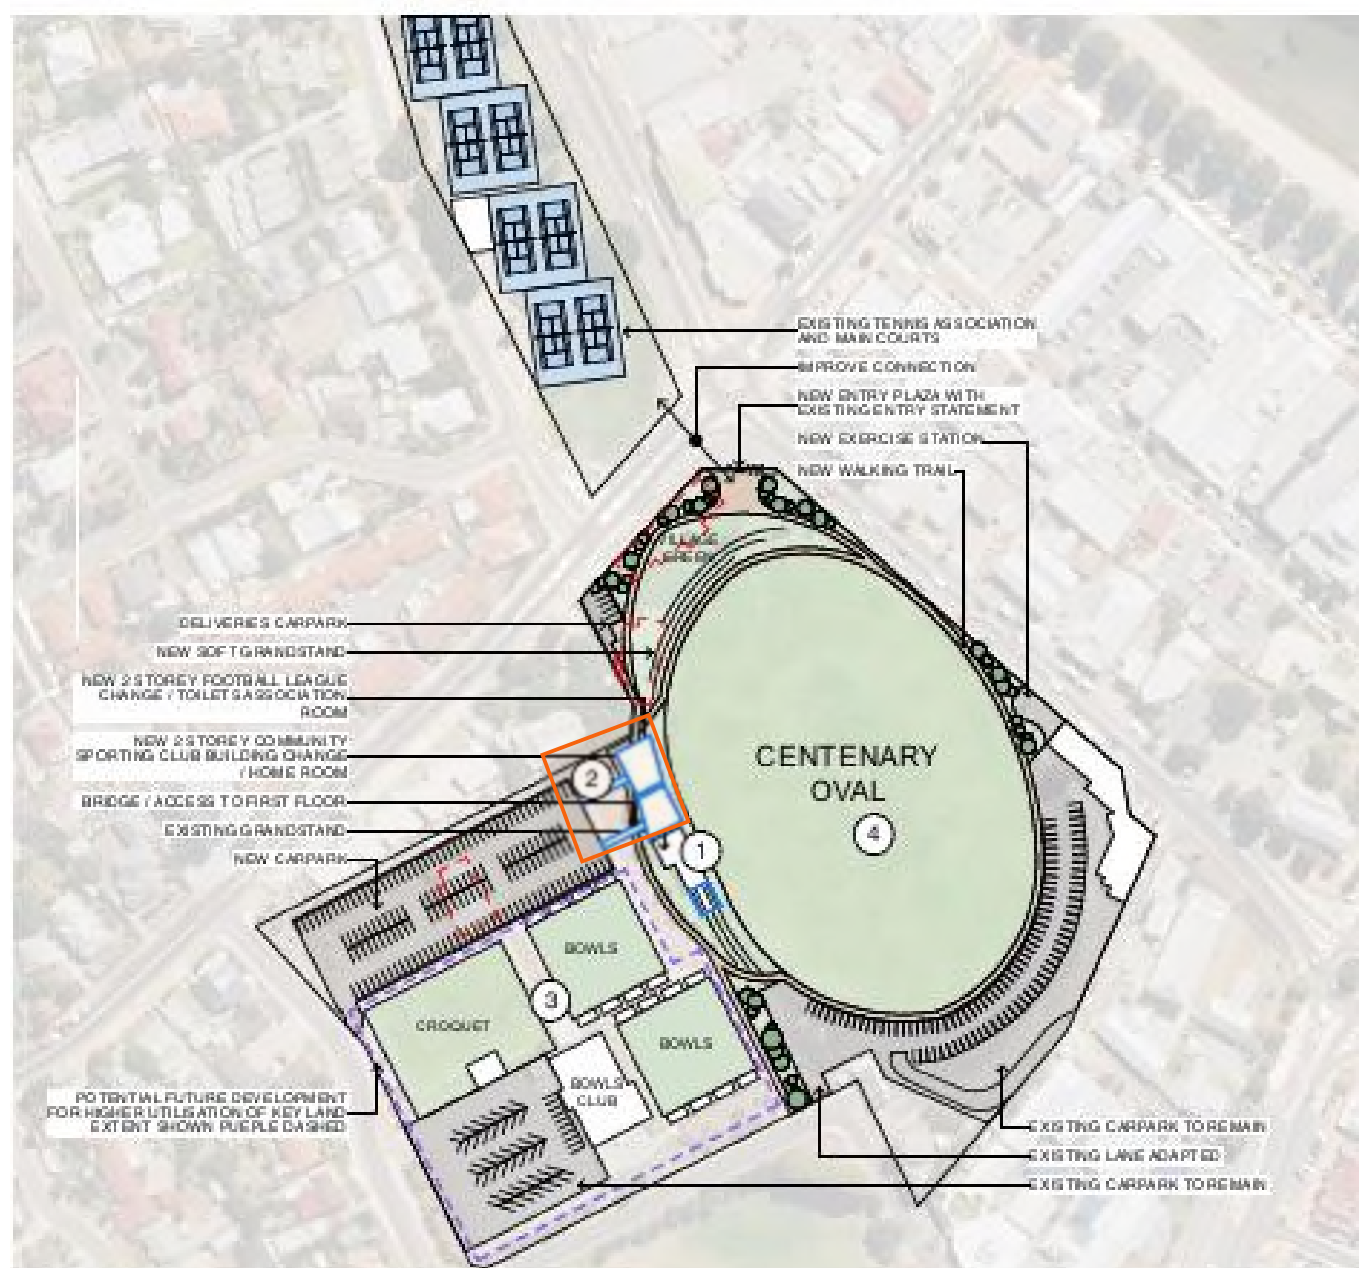 EXISTING TENNIS ASSOCIATION
AND MAIN COURTS
IMPROVE CONNECTION
NEW ENTRY PLAZA WITH
EXISTING ENTRY STATEMENT
NEW EXERCISE STATION
NEW WALKING TRAIL
VILLAGE
GREEN
DELIVERIES CARPARK
NEW SOFT GRANDSTAND
NEW 2 STOREY FOOTBALL LEAGUE
CHANGE / TOILETS ASSOCIATION
ROOM
NEW 2 STOREY COMMUNITY
SPORTING CLUB BUILDING CHANGE
/ HOME ROOM
BRIDGE / ACCESS TO FIRST FLOOR
EXISTING GRANDSTAND
NEW CARPARK
CENTENARY
OVAL
4
2
1
BOWLS
3
CROQUET
BOWLS
BOWLS
CLUB
POTENTIAL FUTURE DEVELOPMENT
FOR HIGHER UTILISATION OF KEY LAND
EXTENT SHOWN PURPLE DASHED
EXISTING CARPARK TO REMAIN
EXISTING LANE ADAPTED
EXISTING CARPARK TO REMAIN